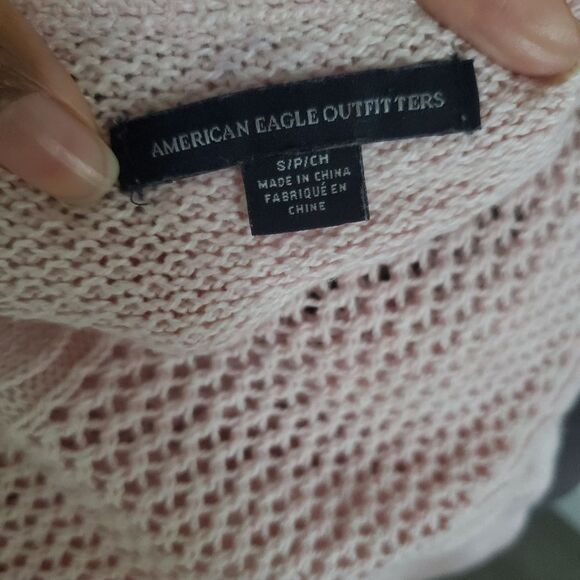 AMERICAN EAGLE OUTFITTERS
S/P/CH
MADE IN CHINA
FABRIQUÉ EN
CHINE